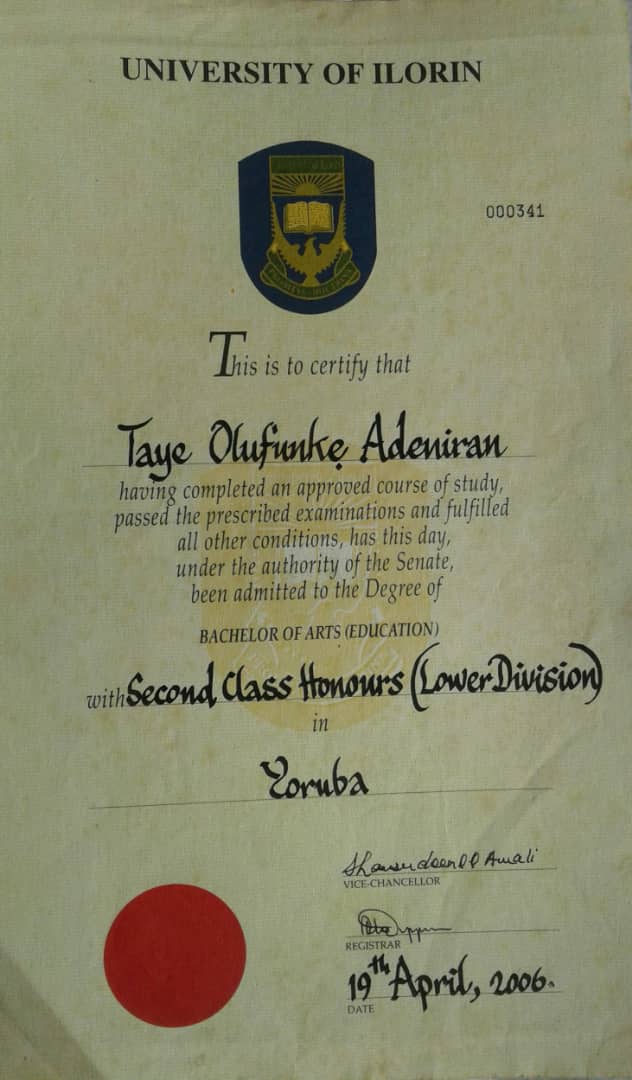 UNIVERSITY OF ILORIN
000341
This is to certify that
Taye Olufunkẹ Adeniran
having completed an approved course of study,
passed the prescribed examinations and fulfilled
all other conditions, has this day,
under the authority of the Senate,
been admitted to the Degree of
BACHELOR OF ARTS (EDUCATION)
with Second Class Honours (Lower Division)
in
Yoruba
VICE-CHANCELLOR
REGISTRAR
19th April, 2006.
DATE